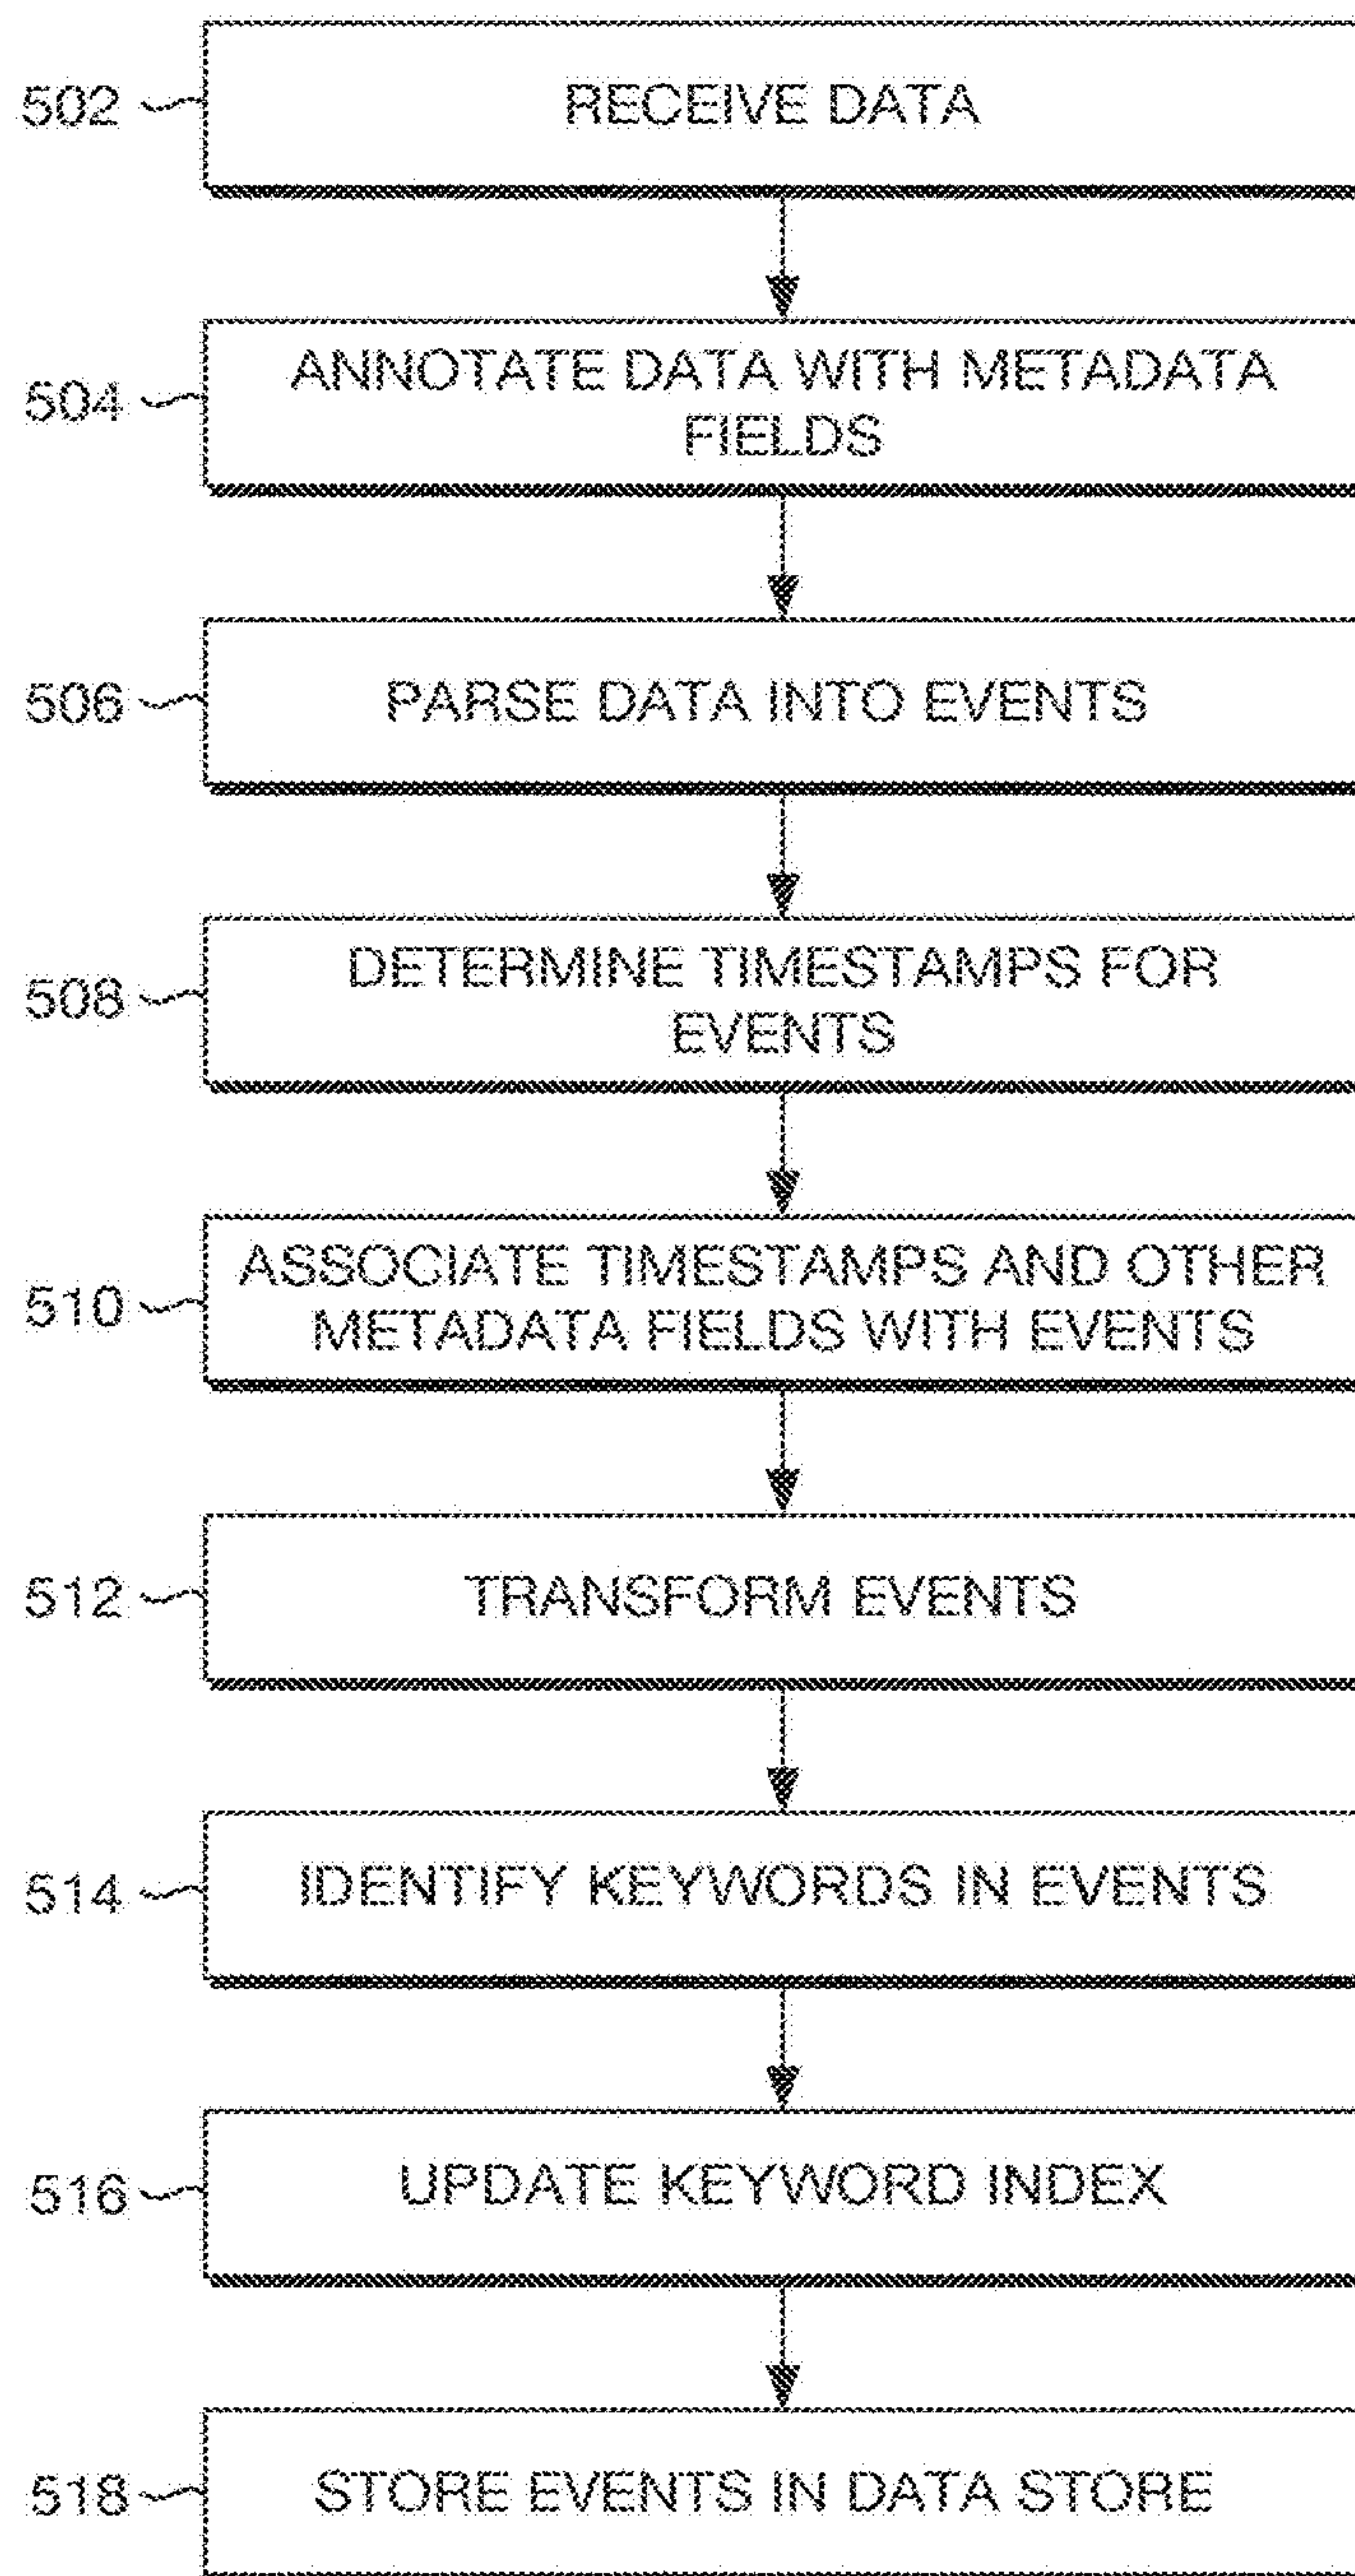 502
RECEIVE DATA
504
ANNOTATE DATA WITH METADATA
FIELDS
506
PARSE DATA INTO EVENTS
508
DETERMINE TIMESTAMPS FOR
EVENTS
510
ASSOCIATE TIMESTAMPS AND OTHER
METADATA FIELDS WITH EVENTS
512
TRANSFORM EVENTS
514
IDENTIFY KEYWORDS IN EVENTS
516
UPDATE KEYWORD INDEX
518
STORE EVENTS IN DATA STORE